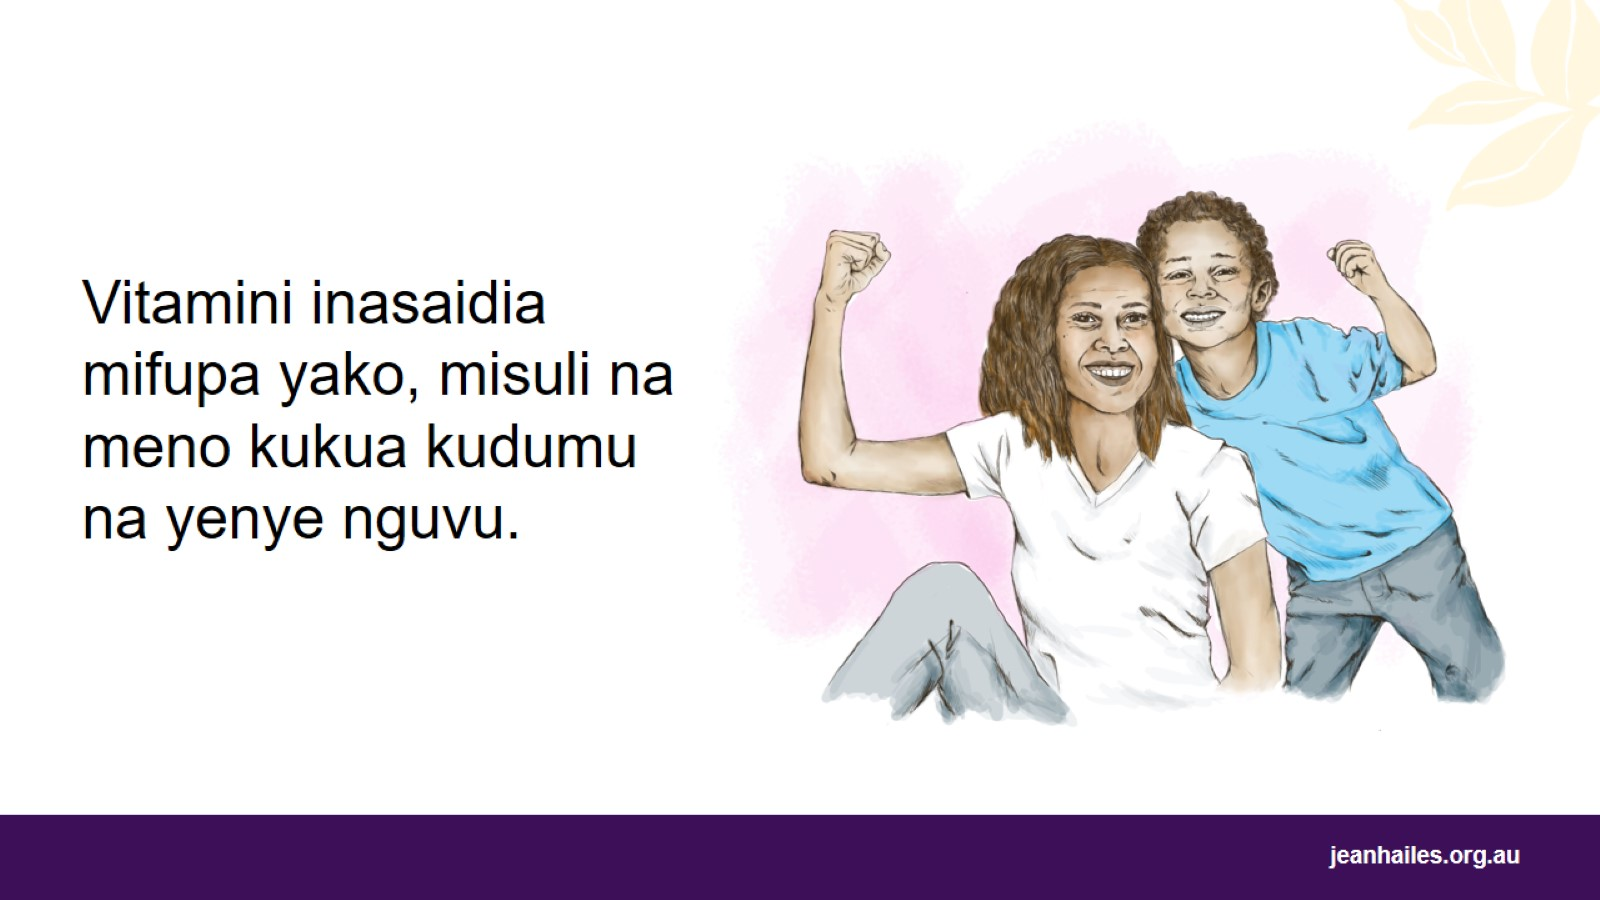 Vitamini inasaidia
mifupa yako, misuli na
meno kukua kudumu
na yenye nguvu.
jeanhailes.org.au